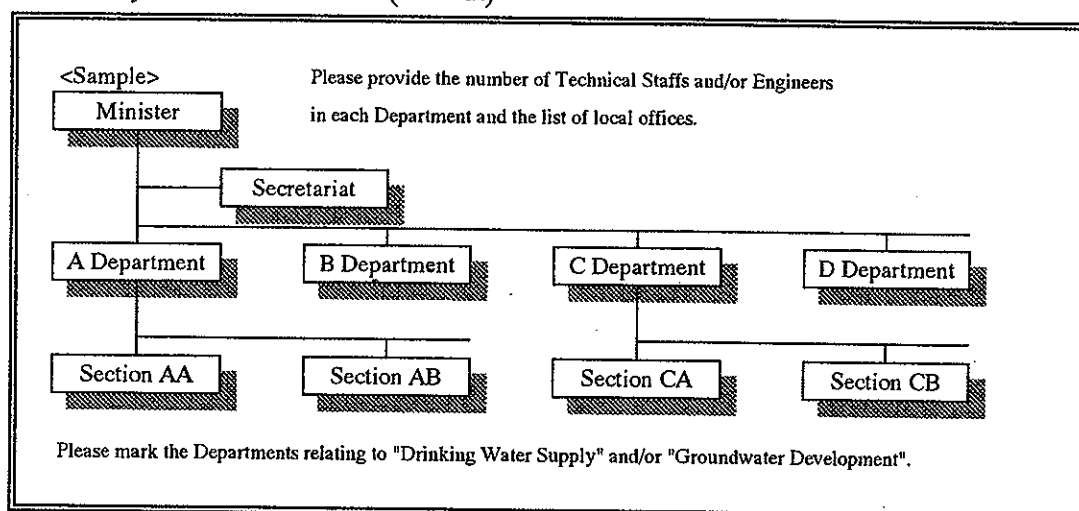 <Sample>
Please provide the number of Technical Staffs and/or Engineers
in each Department and the list of local offices.
Minister
Secretariat
A Department
B Department
C Department
D Department
Section AA
Section AB
Section CA
Section CB
Please mark the Departments relating to "Drinking Water Supply" and/or "Groundwater Development".